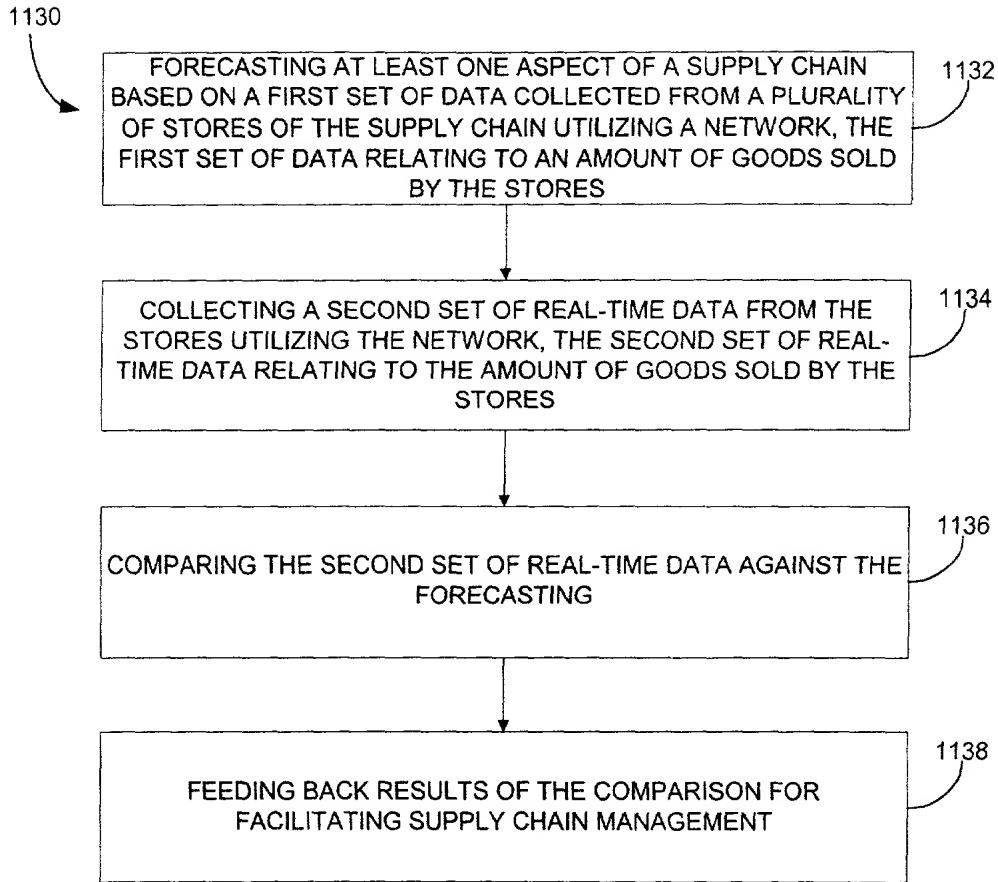 1130
FORECASTING AT LEAST ONE ASPECT OF A SUPPLY CHAIN
BASED ON A FIRST SET OF DATA COLLECTED FROM A PLURALITY
OF STORES OF THE SUPPLY CHAIN UTILIZING A NETWORK, THE
FIRST SET OF DATA RELATING TO AN AMOUNT OF GOODS SOLD
BY THE STORES
1132
COLLECTING A SECOND SET OF REAL-TIME DATA FROM THE
STORES UTILIZING THE NETWORK, THE SECOND SET OF REAL-
TIME DATA RELATING TO THE AMOUNT OF GOODS SOLD BY THE
STORES
1134
COMPARING THE SECOND SET OF REAL-TIME DATA AGAINST THE
FORECASTING
1136
FEEDING BACK RESULTS OF THE COMPARISON FOR
FACILITATING SUPPLY CHAIN MANAGEMENT
1138